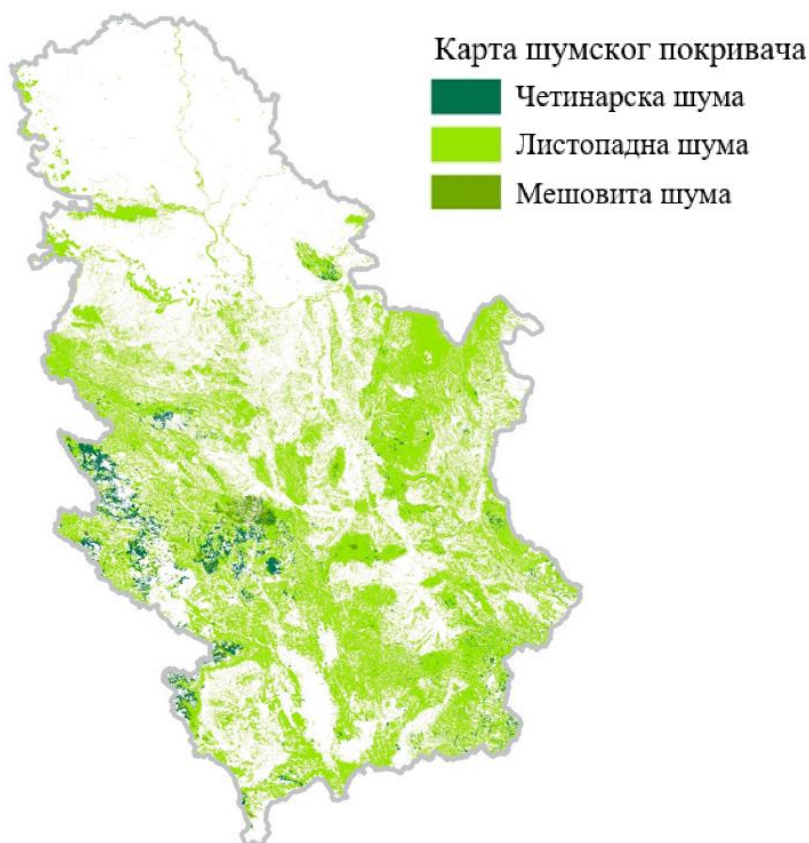 Карта шумског покривача
Четинарска шума
Листопадна шума
Мешовита шума